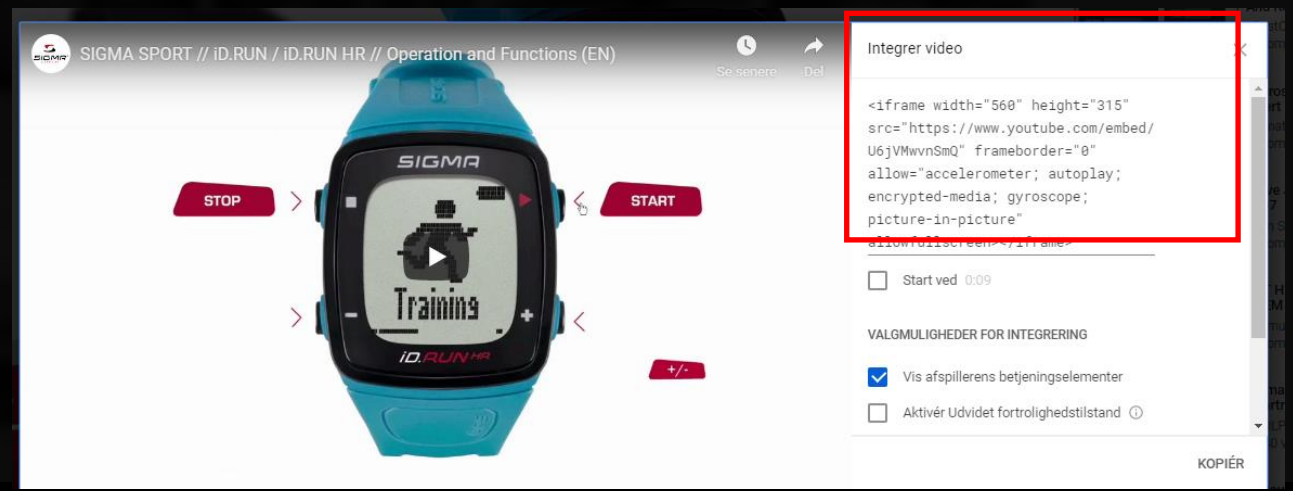 SIGMA
SIGMA SPORT // iD.RUN / iD.RUN HR // Operation and Functions (EN)
Se senere
Del
SIGMA
STOP
START
Training
+/-
iD.RUN HR
Integrer video
<iframe width="560" height="315"
src="https://www.youtube.com/embed/
U6jVMwvnSmQ" frameborder="0"
allow="accelerometer; autoplay;
encrypted-media; gyroscope;
picture-in-picture"
allowfullscreen></iframe>
Start ved 0:09
VALGMULIGHEDER FOR INTEGRERING
Vis afspillerens betjeningselementer
Aktivér Udvidet fortrolighedstilstand
KOPIÉR